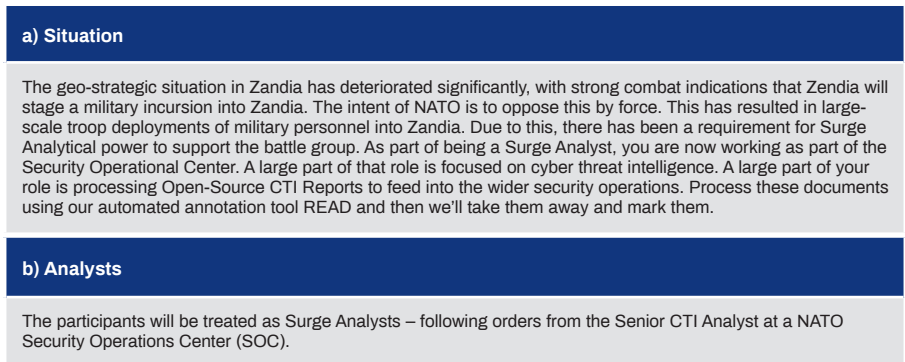 a) Situation
The geo-strategic situation in Zandia has deteriorated significantly, with strong combat indications that Zendia will
stage a military incursion into Zandia. The intent of NATO is to oppose this by force. This has resulted in large-
scale troop deployments of military personnel into Zandia. Due to this, there has been a requirement for Surge
Analytical power to support the battle group. As part of being a Surge Analyst, you are now working as part of the
Security Operational Center. A large part of that role is focused on cyber threat intelligence. A large part of your
role is processing Open-Source CTI Reports to feed into the wider security operations. Process these documents
using our automated annotation tool READ and then we’ll take them away and mark them.
b) Analysts
The participants will be treated as Surge Analysts – following orders from the Senior CTI Analyst at a NATO
Security Operations Center (SOC).